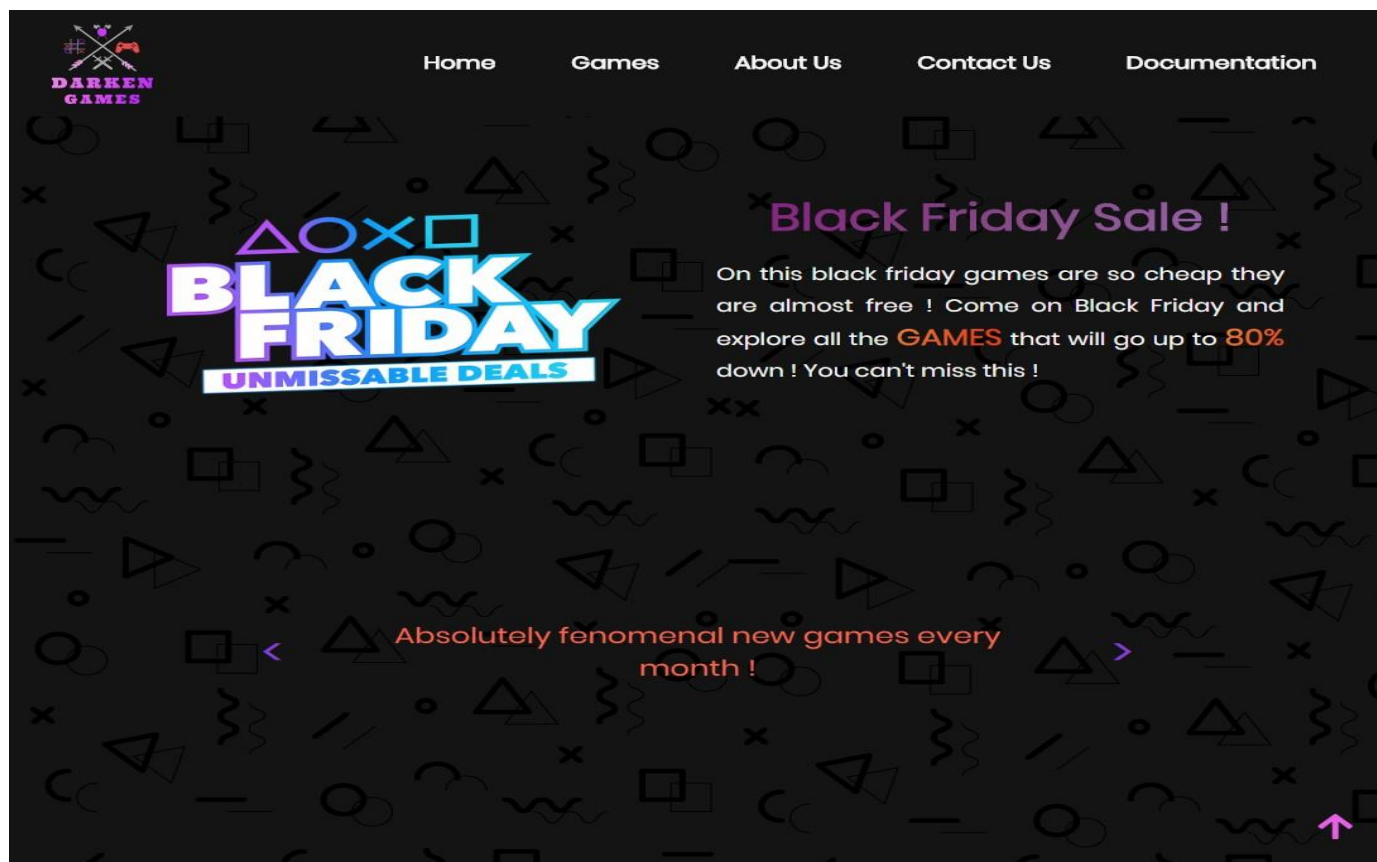 DARKEN
GAMES
Home Games About Us Contact Us Documentation
BLACK
FRIDAY
UNMISSABLE DEALS
Black Friday Sale !
On this black friday games are so cheap they
are almost free ! Come on Black Friday and
explore all the GAMES that will go up to 80%
down ! You can't miss this !
Absolutely fenomenal new games every
month !